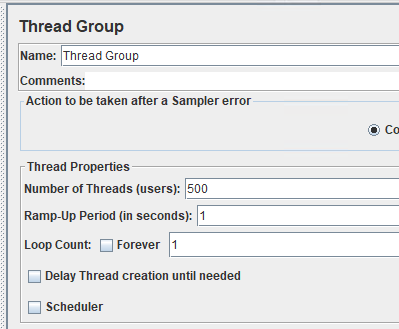 Thread Group
Name: Thread Group
Comments:
Action to be taken after a Sampler error
Thread Properties
Number of Threads (users): 500
Ramp-Up Period (in seconds): 1
Loop Count: Forever 1
Delay Thread creation until needed
Scheduler